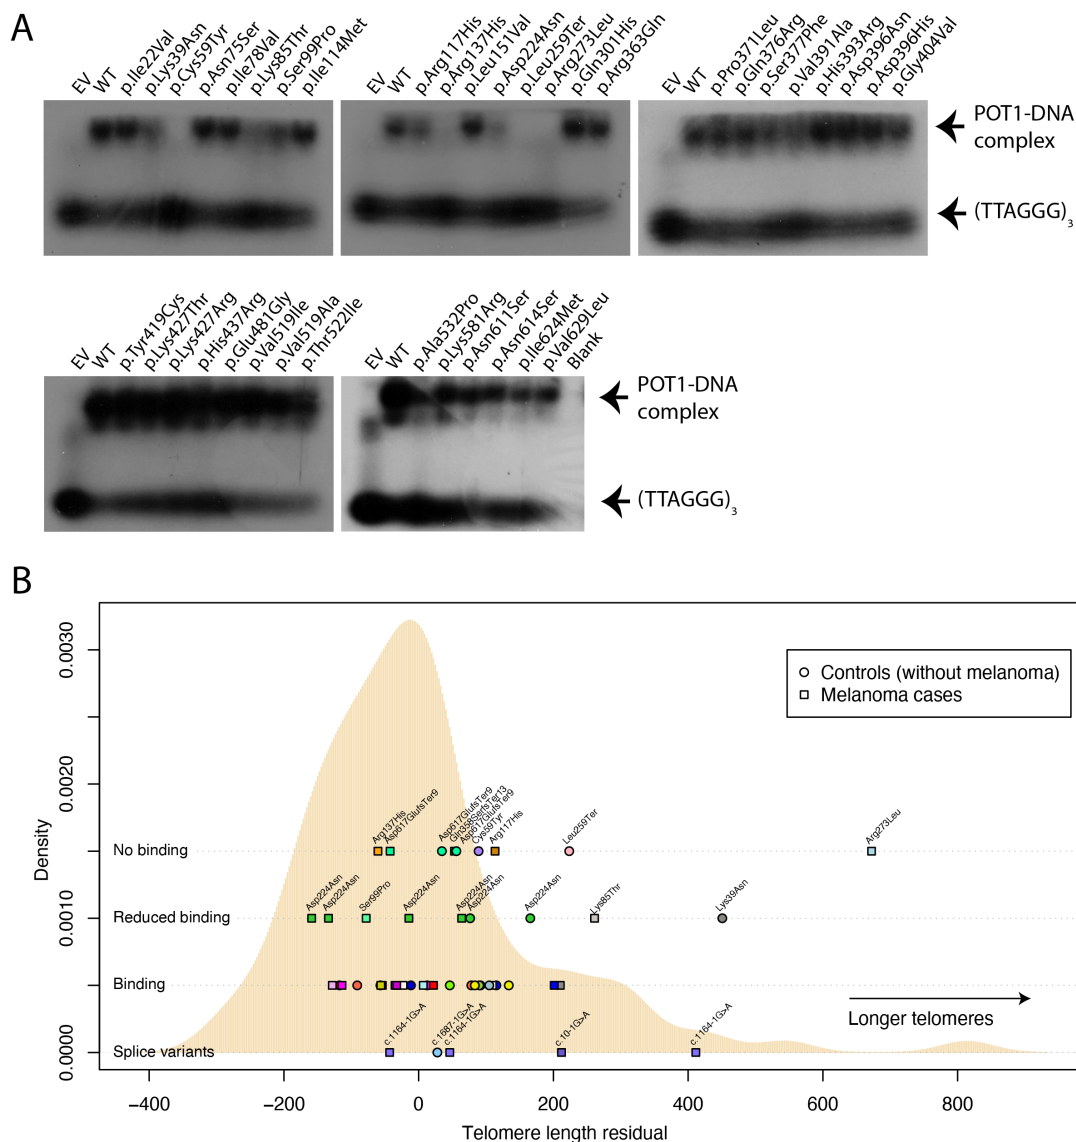 A
EV
WT
p.Ile22Val
p.Lys39Asn
p.Cys59Tyr
p.Asn75Ser
p.Ile78Val
p.Lys85Thr
p.Ser99Pro
p.Ile114Met
EV
WT
p.Arg117His
p.Arg137His
p.Leu151Val
p.Asp224Asn
p.Leu259Ter
p.Arg273Leu
p.Gln301His
p.Arg363Gln
EV
WT
p.Pro371Leu
p.Gln376Arg
p.Ser377Phe
p.Val391Ala
p.His393Arg
p.Asp396Asn
p.Asp396His
p.Gly404Val
POT1-DNA
complex
(TTAGGG)3
EV
WT
p.Tyr419Cys
p.Lys427Thr
p.Lys427Arg
p.His437Arg
p.Glu481Gly
p.Val519Ile
p.Val519Ala
p.Thr522Ile
EV
WT
p.Ala532Pro
p.Lys581Arg
p.Asn611Ser
p.Asn614Ser
p.Ile624Met
p.Val629Leu
Blank
POT1-DNA
complex
(TTAGGG)3
B
Density
0.0030
0.0020
0.0010
0.0000
Controls (without melanoma)
Melanoma cases
No binding
Arg137His
Asp617GlufsTer9
Asp617GlufsTer9
Gln358SerfsTer13
Asp617GlufsTer9
Cys59Tyr
Arg117His
Leu259Ter
Arg273Leu
Reduced binding
Asp224Asn
Asp224Asn
Ser99Pro
Asp224Asn
Asp224Asn
Asp224Asn
Asp224Asn
Lys85Thr
Lys39Asn
Binding
Longer telomeres
Splice variants
c.1164-1G>A
c.1687-1G>A
c.1164-1G>A
c.10-1G>A
c.1164-1G>A
−400
−200
0
200
400
600
800
Telomere length residual